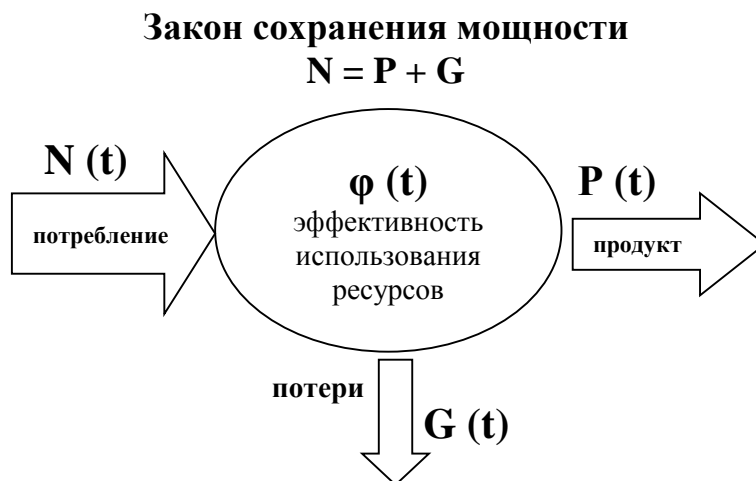 Закон сохранения мощности
N = P + G
N (t)
потребление
φ (t)
эффективность
использования
ресурсов
P (t)
продукт
потери
G (t)